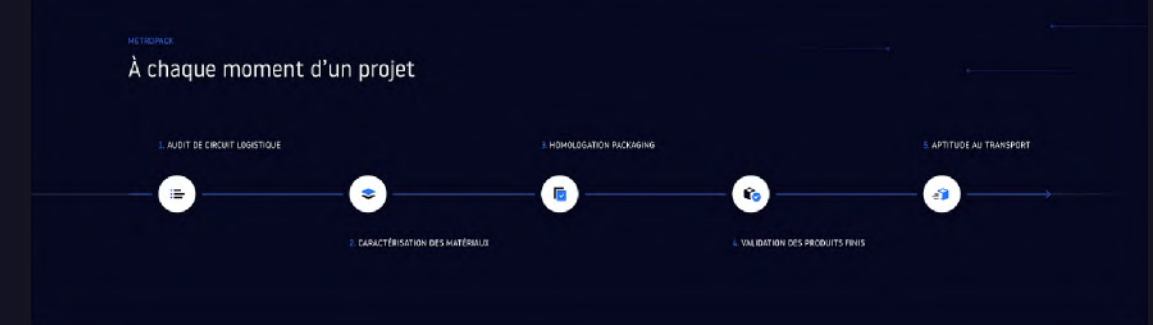 METROPACK
À chaque moment d'un projet
1. AUDIT DE CIRCUIT LOGISTIQUE
2. CARACTÉRISATION DES MATÉRIAUX
3. HOMOLOGATION PACKAGING
4. VALIDATION DES PRODUITS FINIS
5. APTITUDE AU TRANSPORT